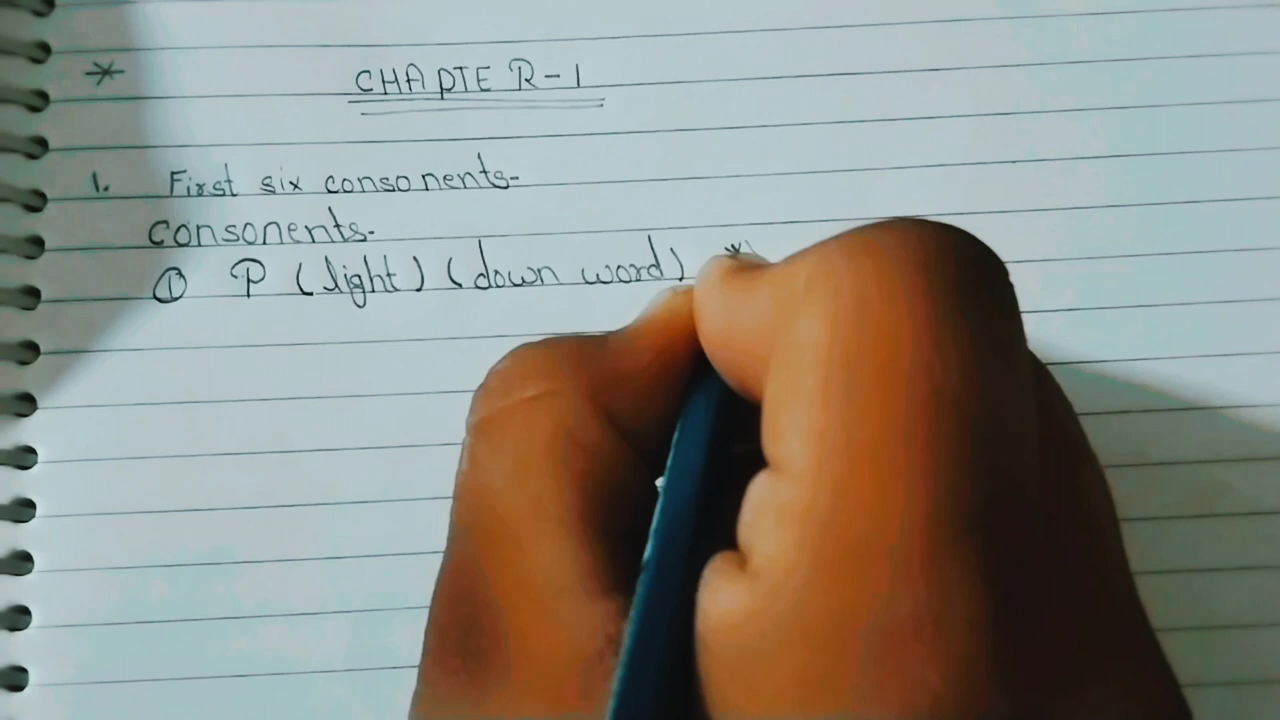 * CHAPTER-1
1. First six consonents-
consonents.
① P (light) (down word) *